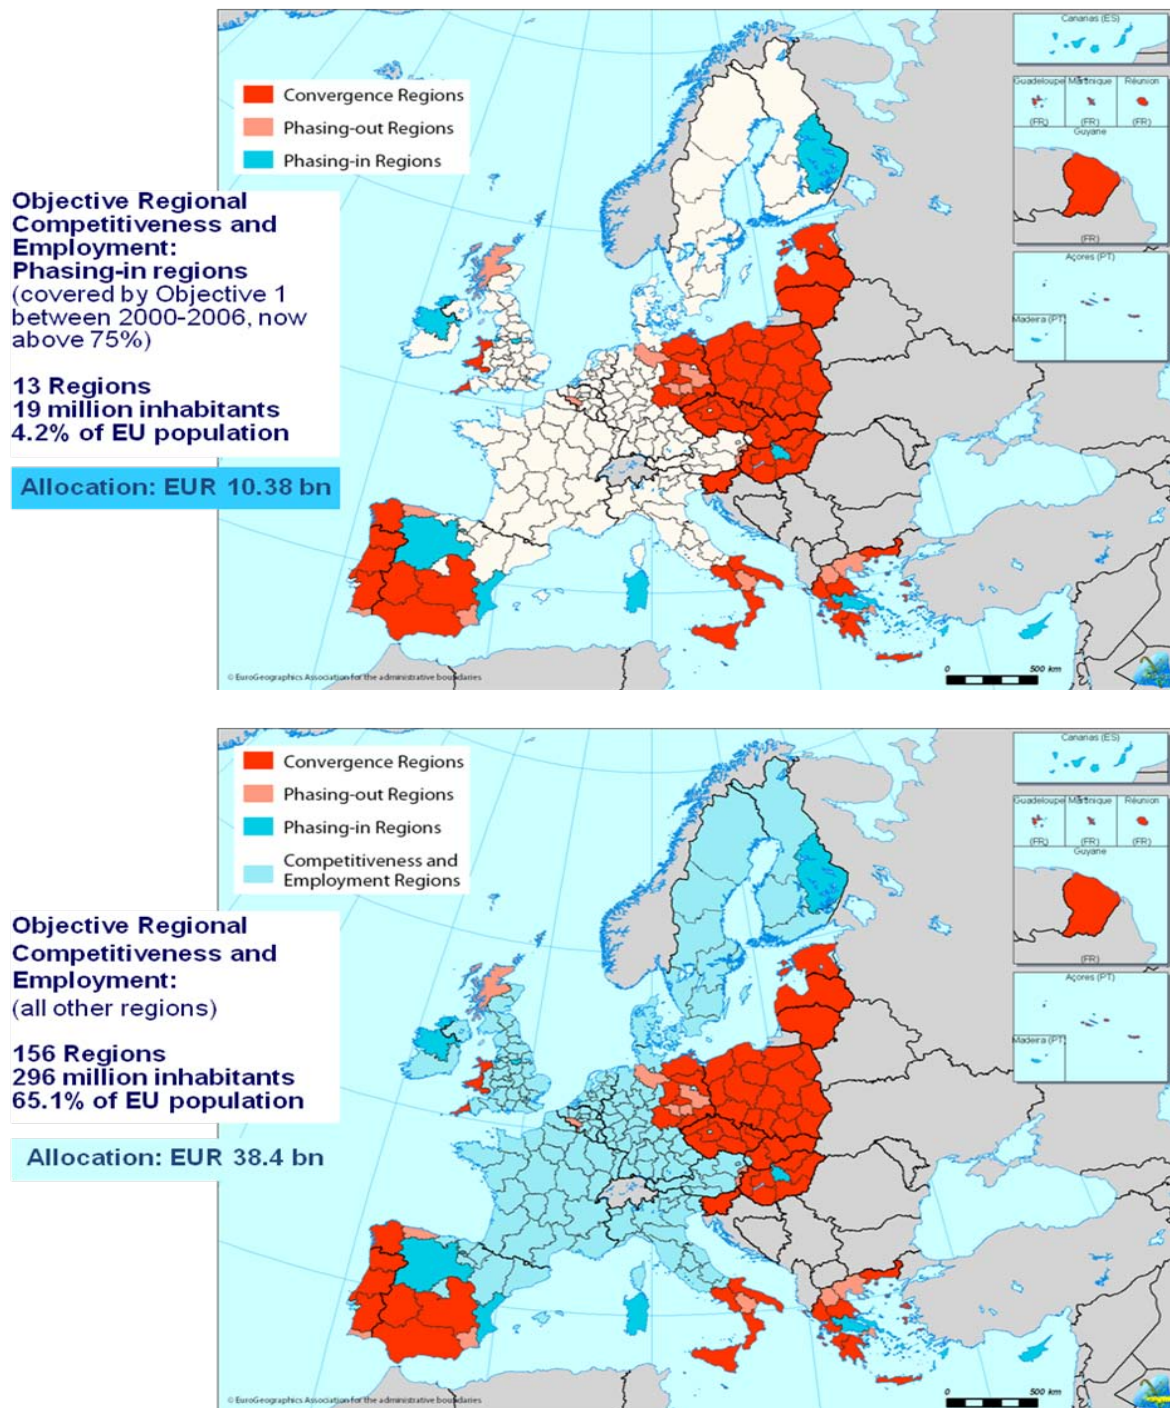 Convergence Regions
Phasing-out Regions
Phasing-in Regions
Canarias (ES)
Guadeloupe
Martinique
Réunion
(FR)
(FR)
(FR)
Guyane
(FR)
Açores (PT)
Madeira (PT)
Objective Regional
Competitiveness and
Employment:
Phasing-in regions
(covered by Objective 1
between 2000-2006, now
above 75%)
13 Regions
19 million inhabitants
4.2% of EU population
Allocation: EUR 10.38 bn
© EuroGeographics Association for the administrative boundaries
0
500 km
Convergence Regions
Phasing-out Regions
Phasing-in Regions
Competitiveness and
Employment Regions
Canarias (ES)
Guadeloupe
Martinique
Réunion
(FR)
(FR)
(FR)
Guyane
(FR)
Açores (PT)
Madeira (PT)
Objective Regional
Competitiveness and
Employment:
(all other regions)
156 Regions
296 million inhabitants
65.1% of EU population
Allocation: EUR 38.4 bn
© EuroGeographics Association for the administrative boundaries
0
500 km